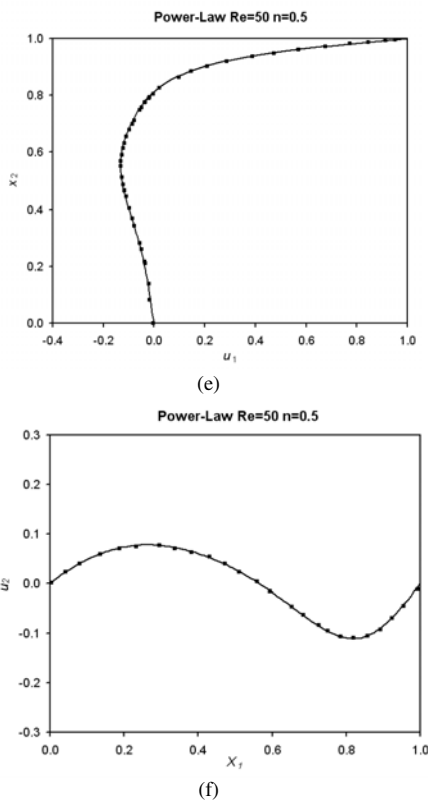 Power-Law Re=50 n=0.5
1.0
0.8
0.6
x2
0.4
0.2
0.0
-0.4 -0.2 0.0 0.2 0.4 0.6 0.8 1.0
u1
(e)
Power-Law Re=50 n=0.5
0.3
0.2
0.1
u2
0.0
-0.1
-0.2
-0.3
0.0 0.2 0.4 0.6 0.8 1.0
X1
(f)